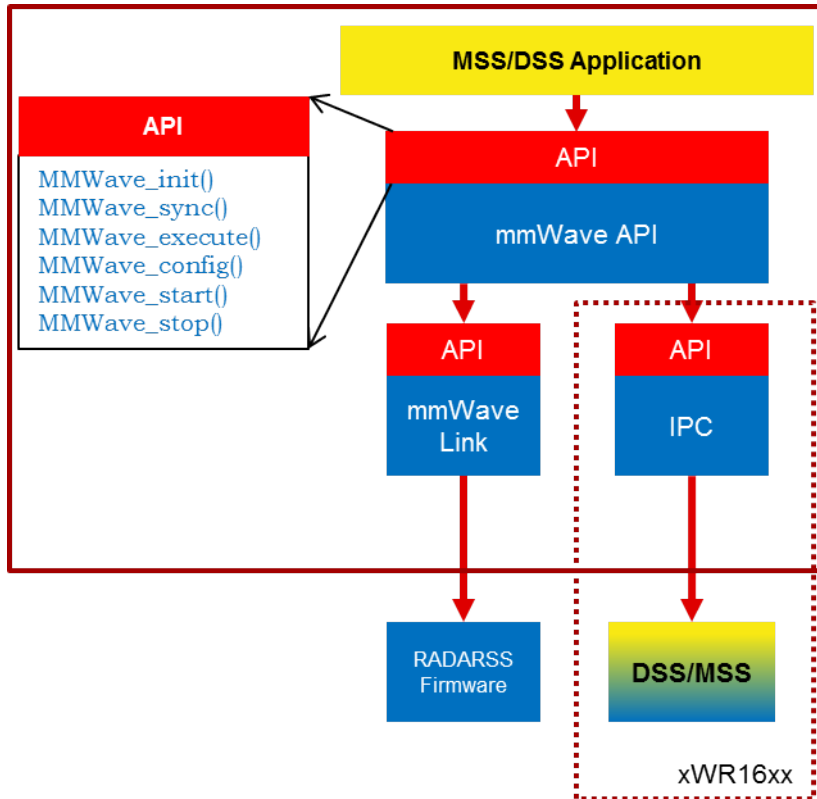 MSS/DSS Application
API
MMWave_init()
MMWave_sync()
MMWave_execute()
MMWave_config()
MMWave_start()
MMWave_stop()
API
mmWave API
API
mmWave
Link
API
IPC
RADARSS
Firmware
DSS/MSS
xWR16xx